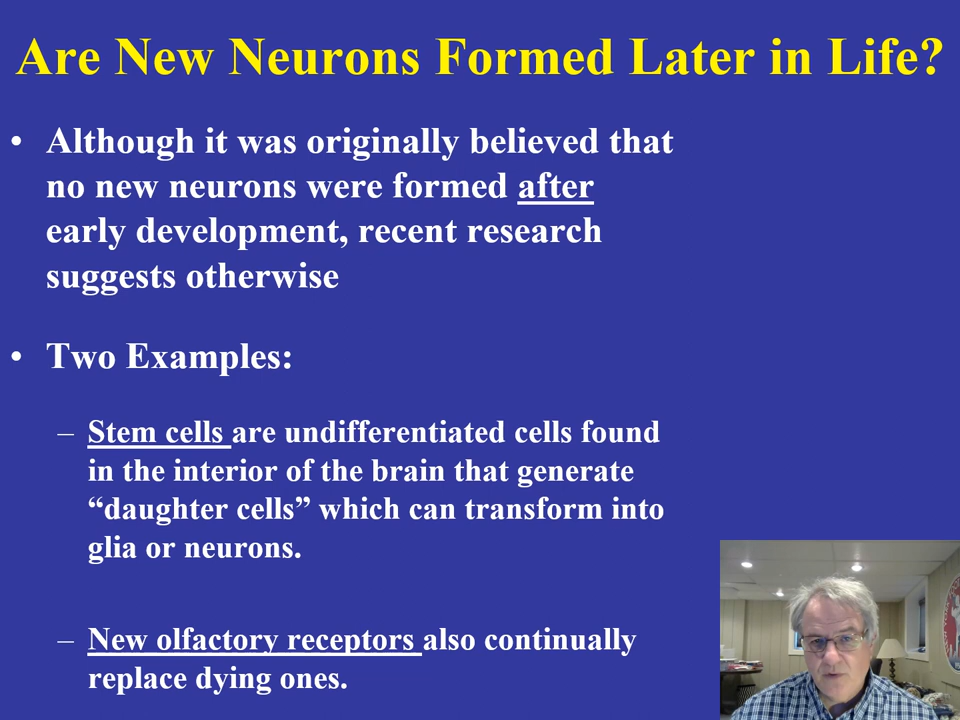 Are New Neurons Formed Later in Life?
• Although it was originally believed that
no new neurons were formed after
early development, recent research
suggests otherwise
• Two Examples:
– Stem cells are undifferentiated cells found
in the interior of the brain that generate
“daughter cells” which can transform into
glia or neurons.
– New olfactory receptors also continually
replace dying ones.